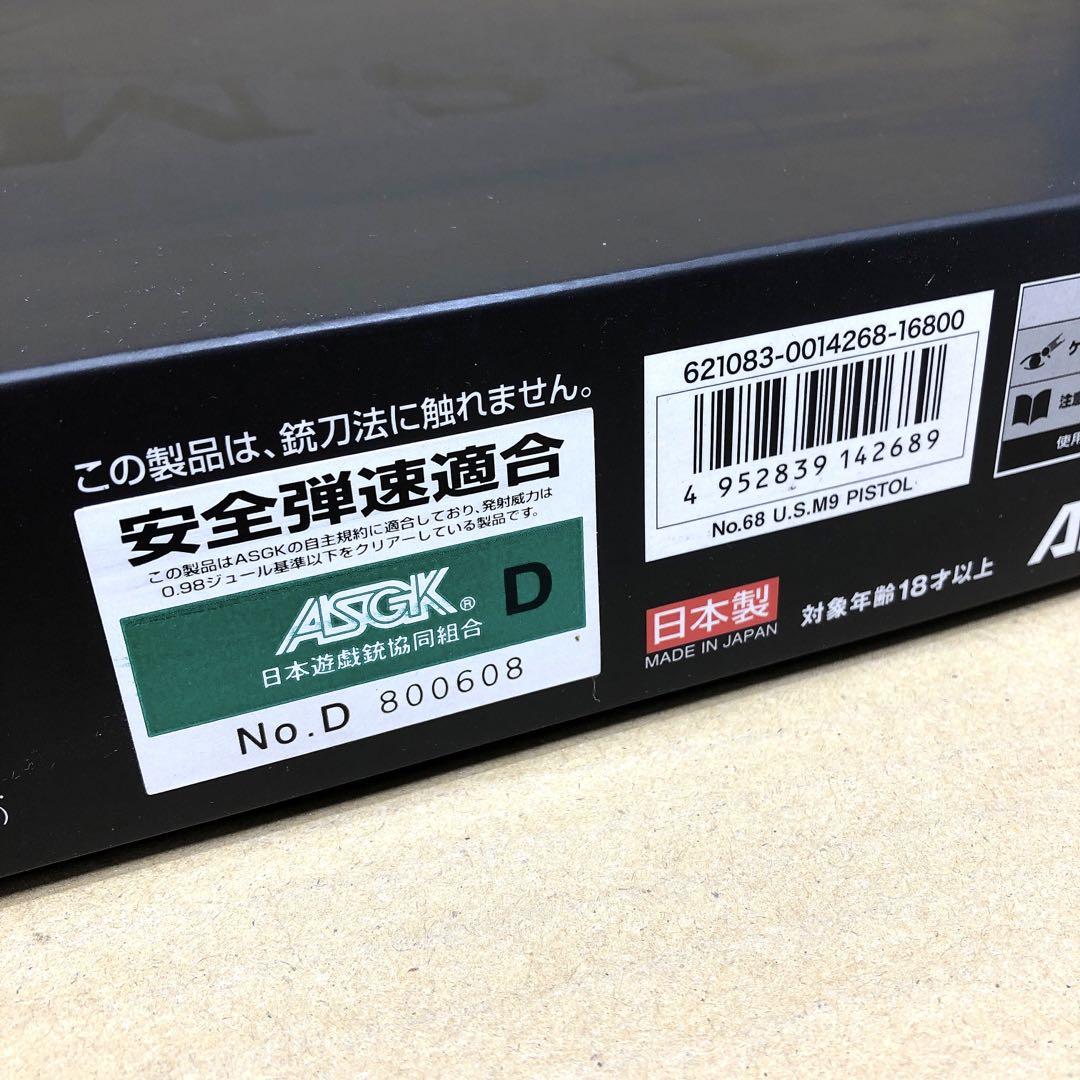 U.S.M
この製品は、銃刀法に触れません。
安全弾速適合
この製品はASGKの自主規約に適合しており、発射威力は
0.98ジュール基準以下をクリアーしている製品です。
ASGK® D
日本遊戯銃協同組合
No.D 800608
621083-0014268-16800
4 952839 142689
No.68 U.S.M9 PISTOL
日本製
MADE IN JAPAN
対象年齢18才以上
ケ
注意
使用